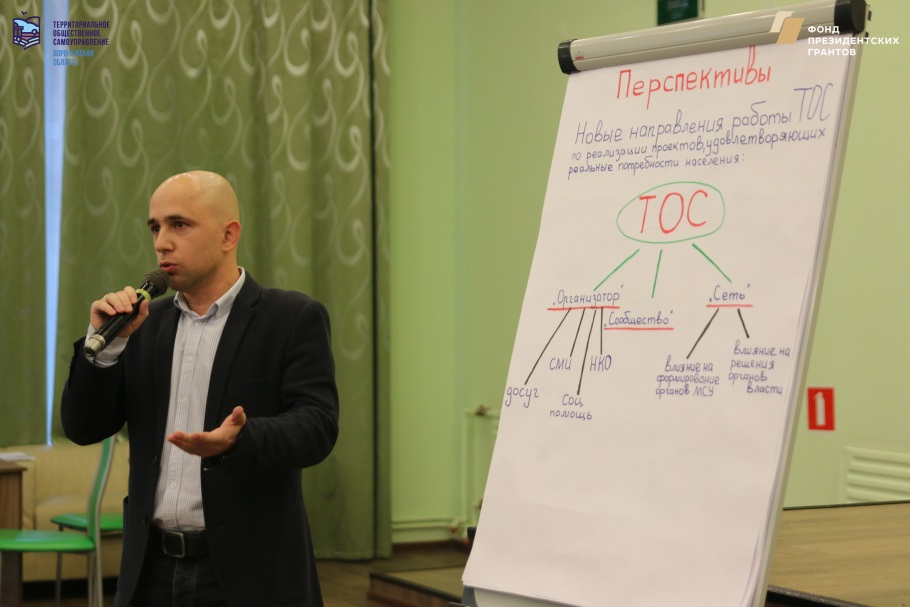 ТЕРРИТОРИАЛЬНОЕ
ОБЩЕСТВЕННОЕ
САМОУПРАВЛЕНИЕ
ВОРОНЕЖСКАЯ
ОБЛАСТЬ
ФОНД
ПРЕЗИДЕНТСКИХ
ГРАНТОВ
Перспективы
Новые направления работы ТОС
по реализации проектов, удовлетворяющих
реальные потребности населения:
ТОС
"Организатор"
"Сообщество"
"Сеть"
досуг
СМИ
Соц
помощь
НКО
влияние на
формирование
органов МСУ
влияние на
решения
органов
власти
1